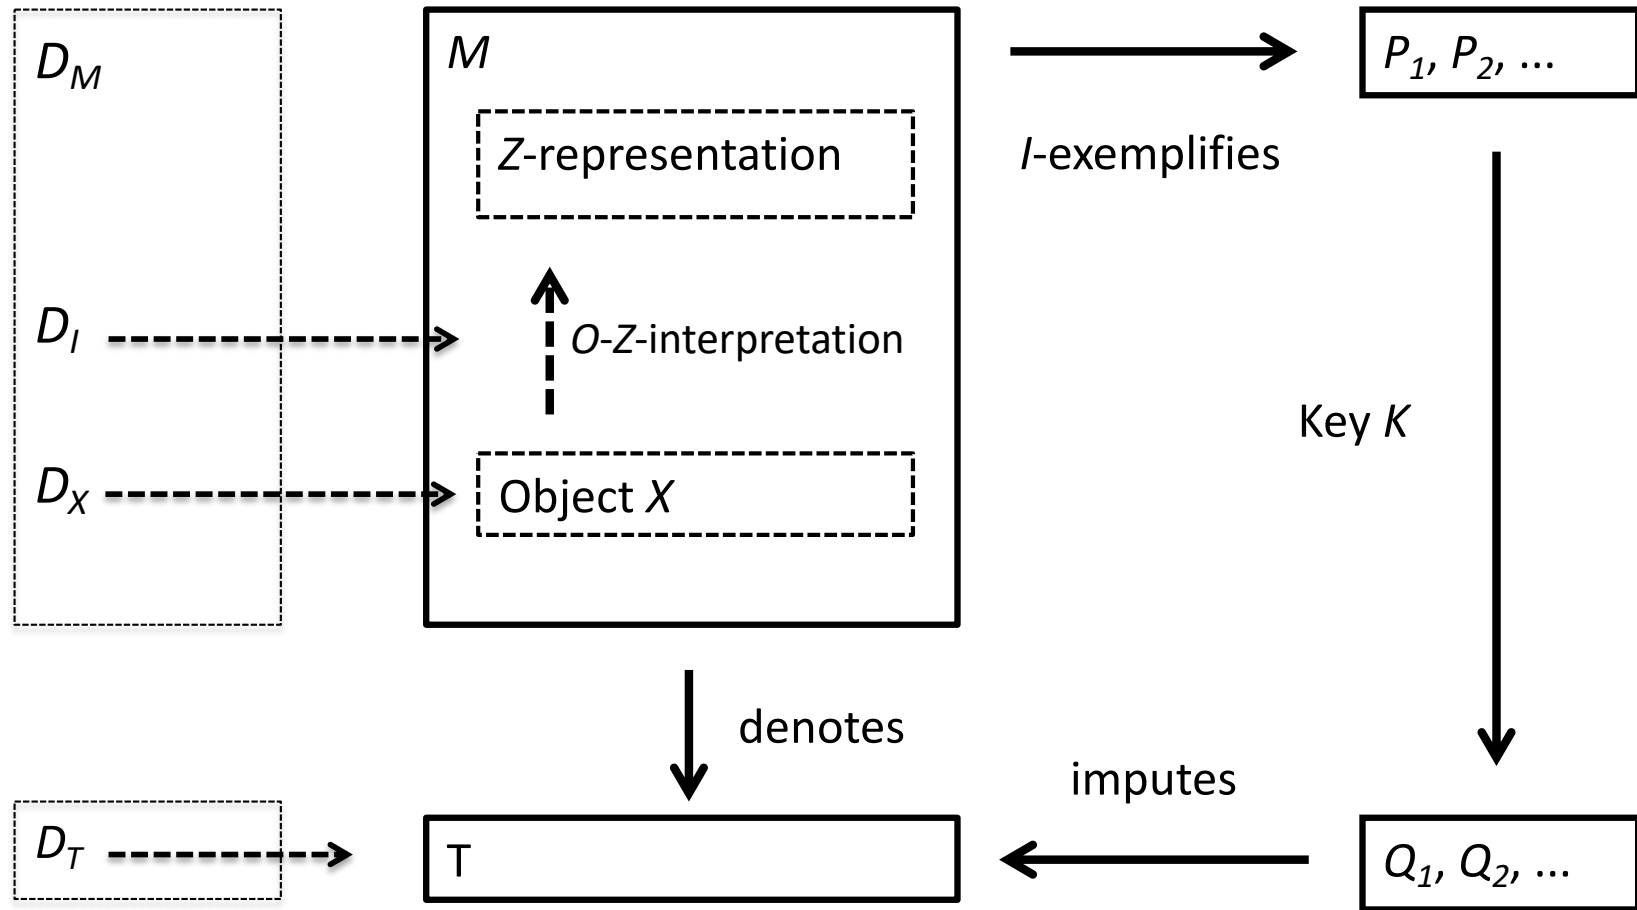 D_M
M
P_1, P_2, ...
Z-representation
I-exemplifies
D_I
O-Z-interpretation
Key K
D_X
Object X
denotes
imputes
D_T
T
Q_1, Q_2, ...